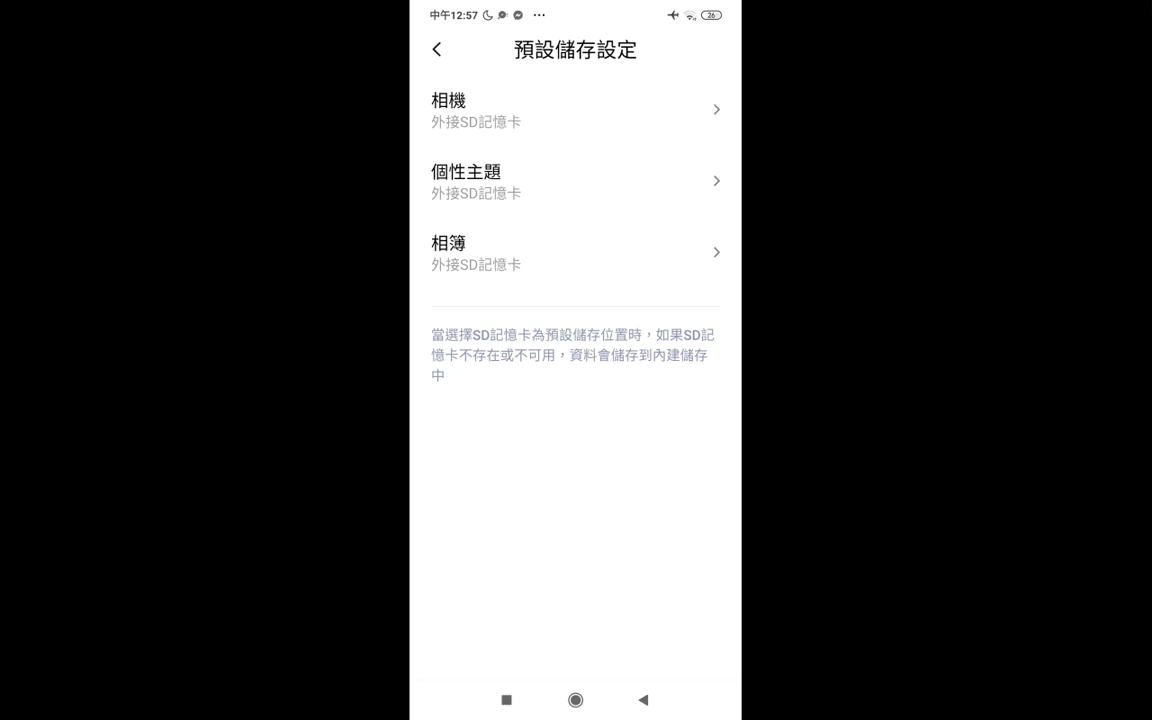 中午12:57
26
預設儲存設定
相機
外接SD記憶卡
個性主題
外接SD記憶卡
相簿
外接SD記憶卡
當選擇SD記憶卡為預設儲存位置時，如果SD記
憶卡不存在或不可用，資料會儲存到內建儲存
中